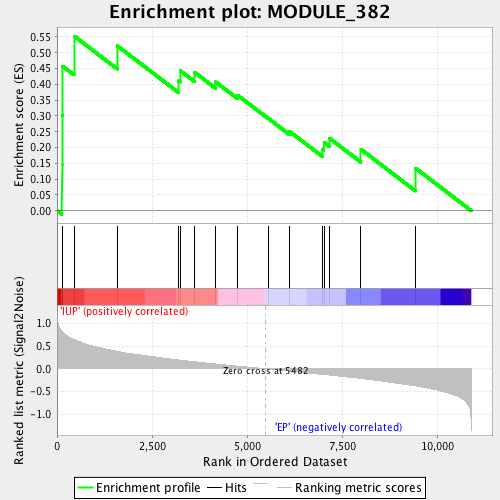 Enrichment plot: MODULE_382
Enrichment score (ES)
0.55
0.50
0.45
0.40
0.35
0.30
0.25
0.20
0.15
0.10
0.05
0.00
Ranked list metric (Signal2Noise)
'IUP' (positively correlated)
1.0
0.5
0.0
-0.5
-1.0
Zero cross at 5482
'EP' (negatively correlated)
0 2,500 5,000 7,500 10,000
Rank in Ordered Dataset
Enrichment profile Hits Ranking metric scores